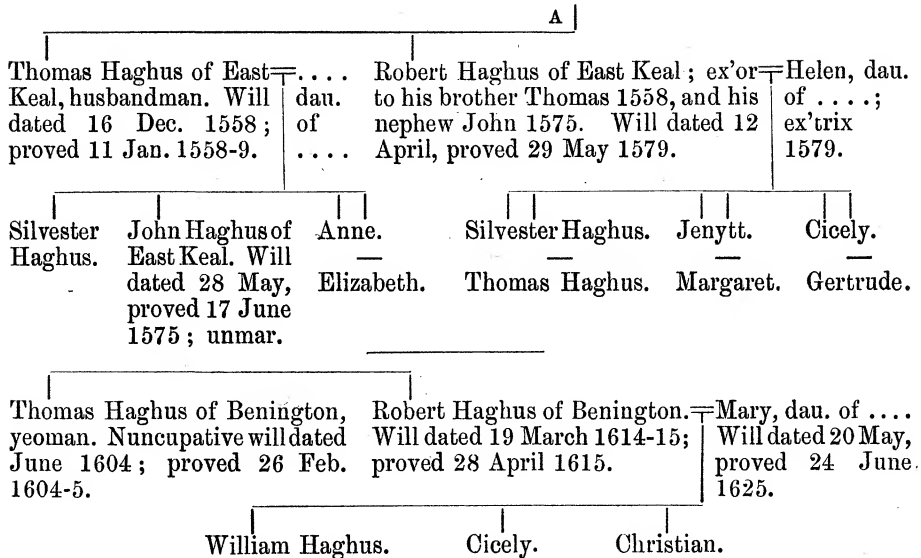 A
Thomas Haghus of East
Keal, husbandman. Will
dated 16 Dec. 1558;
proved 11 Jan. 1558-9.
....
dau.
of
....
Robert Haghus of East Keal; ex'or
to his brother Thomas 1558, and his
nephew John 1575. Will dated 12
April, proved 29 May 1579.
Helen, dau.
of ....;
ex'trix
1579.
Silvester
Haghus.
John Haghus of
East Keal. Will
dated 28 May,
proved 17 June
1575; unmar.
Anne.
—
Elizabeth.
Silvester Haghus.
—
Thomas Haghus.
Jenytt.
—
Margaret.
Cicely.
—
Gertrude.
Thomas Haghus of Benington,
yeoman. Nuncupative will dated
June 1604; proved 26 Feb.
1604-5.
Robert Haghus of Benington.
Will dated 19 March 1614-15;
proved 28 April 1615.
Mary, dau. of ....
Will dated 20 May,
proved 24 June
1625.
William Haghus.
Cicely.
Christian.